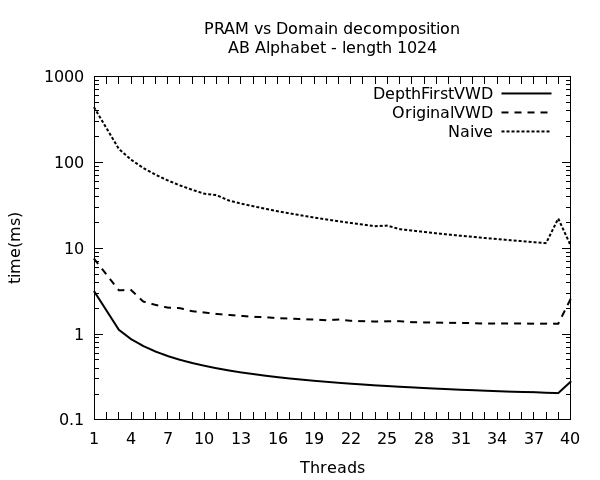 PRAM vs Domain decomposition
AB Alphabet - length 1024
DepthFirstVWD
OriginalVWD
Naive
1000
100
10
1
0.1
time(ms)
1 4 7 10 13 16 19 22 25 28 31 34 37 40
Threads